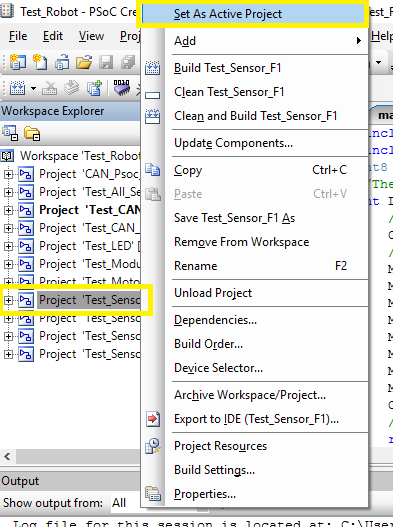 Test_Robot - PSoC Cre
File Edit View Proj
Workspace Explorer
Workspace 'Test_Robot
Project 'CAN_Psoc_
Project 'Test_All_Se
Project 'Test_CAN
Project 'Test_CAN_
Project 'Test_LED' [
Project 'Test_Modu
Project 'Test_Moto
Project 'Test_Senso
Project 'Test_Senso
Project 'Test_Senso
Project 'Test_Senso
Set As Active Project
Add
Build Test_Sensor_F1
Clean Test_Sensor_F1
Clean and Build Test_Sensor_F1
Update Components...
Copy Ctrl+C
Paste Ctrl+V
Save Test_Sensor_F1 As
Remove From Workspace
Rename F2
Unload Project
Dependencies...
Build Order...
Device Selector...
Archive Workspace/Project...
Export to IDE (Test_Sensor_F1)...
Project Resources
Build Settings...
Properties...
Output
Show output from: All
Log file for this session is located at: C:\User